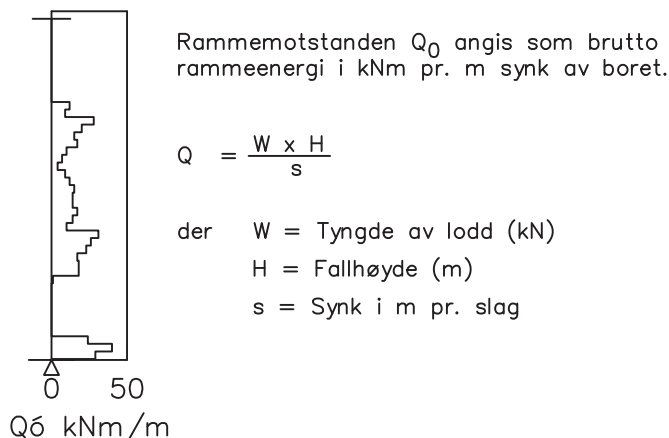 Rammemotstanden Q0 angis som brutto
rammeenergi i kNm pr. m synk av boret.
Q = W x H
s
der W = Tyngde av lodd (kN)
H = Fallhøyde (m)
s = Synk i m pr. slag
0 50
Qó kNm/m